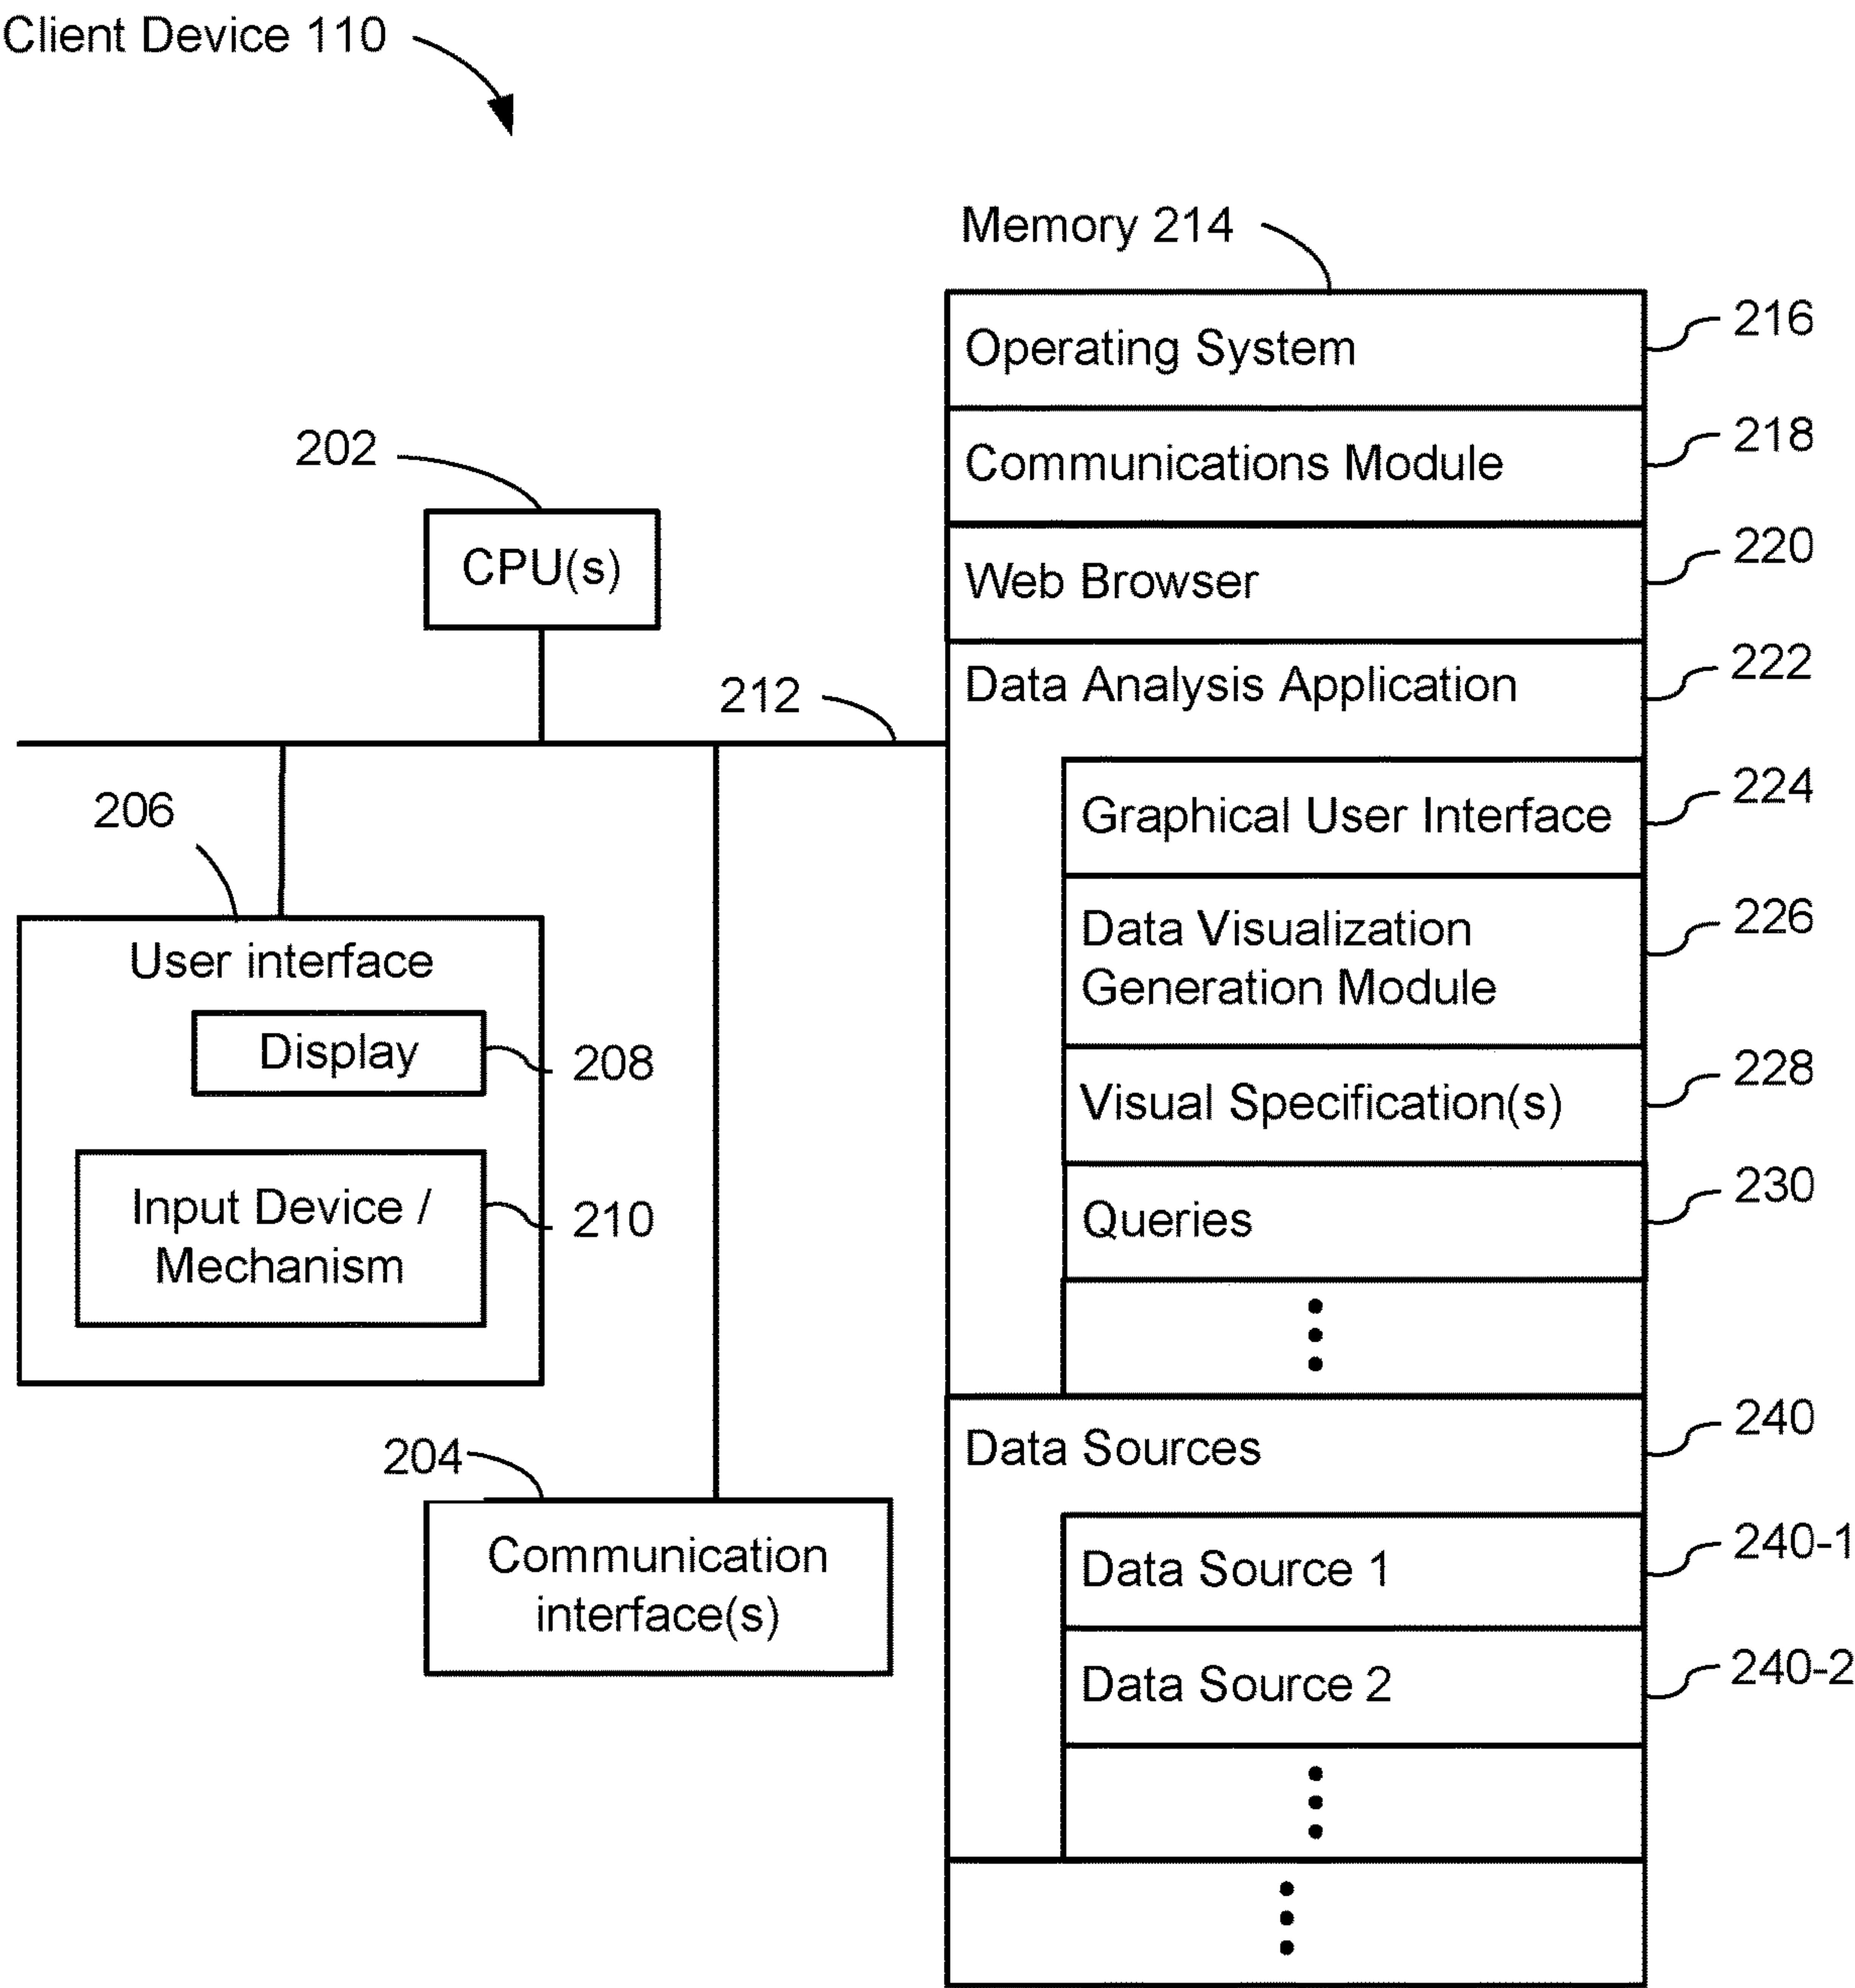 Client Device 110
Memory 214
Operating System
216
Communications Module
218
Web Browser
220
Data Analysis Application
222
Graphical User Interface
224
Data Visualization
Generation Module
226
Visual Specification(s)
228
Queries
230
Data Sources
240
Data Source 1
240-1
Data Source 2
240-2
202
CPU(s)
212
206
User interface
Display
208
Input Device /
Mechanism
210
204
Communication
interface(s)